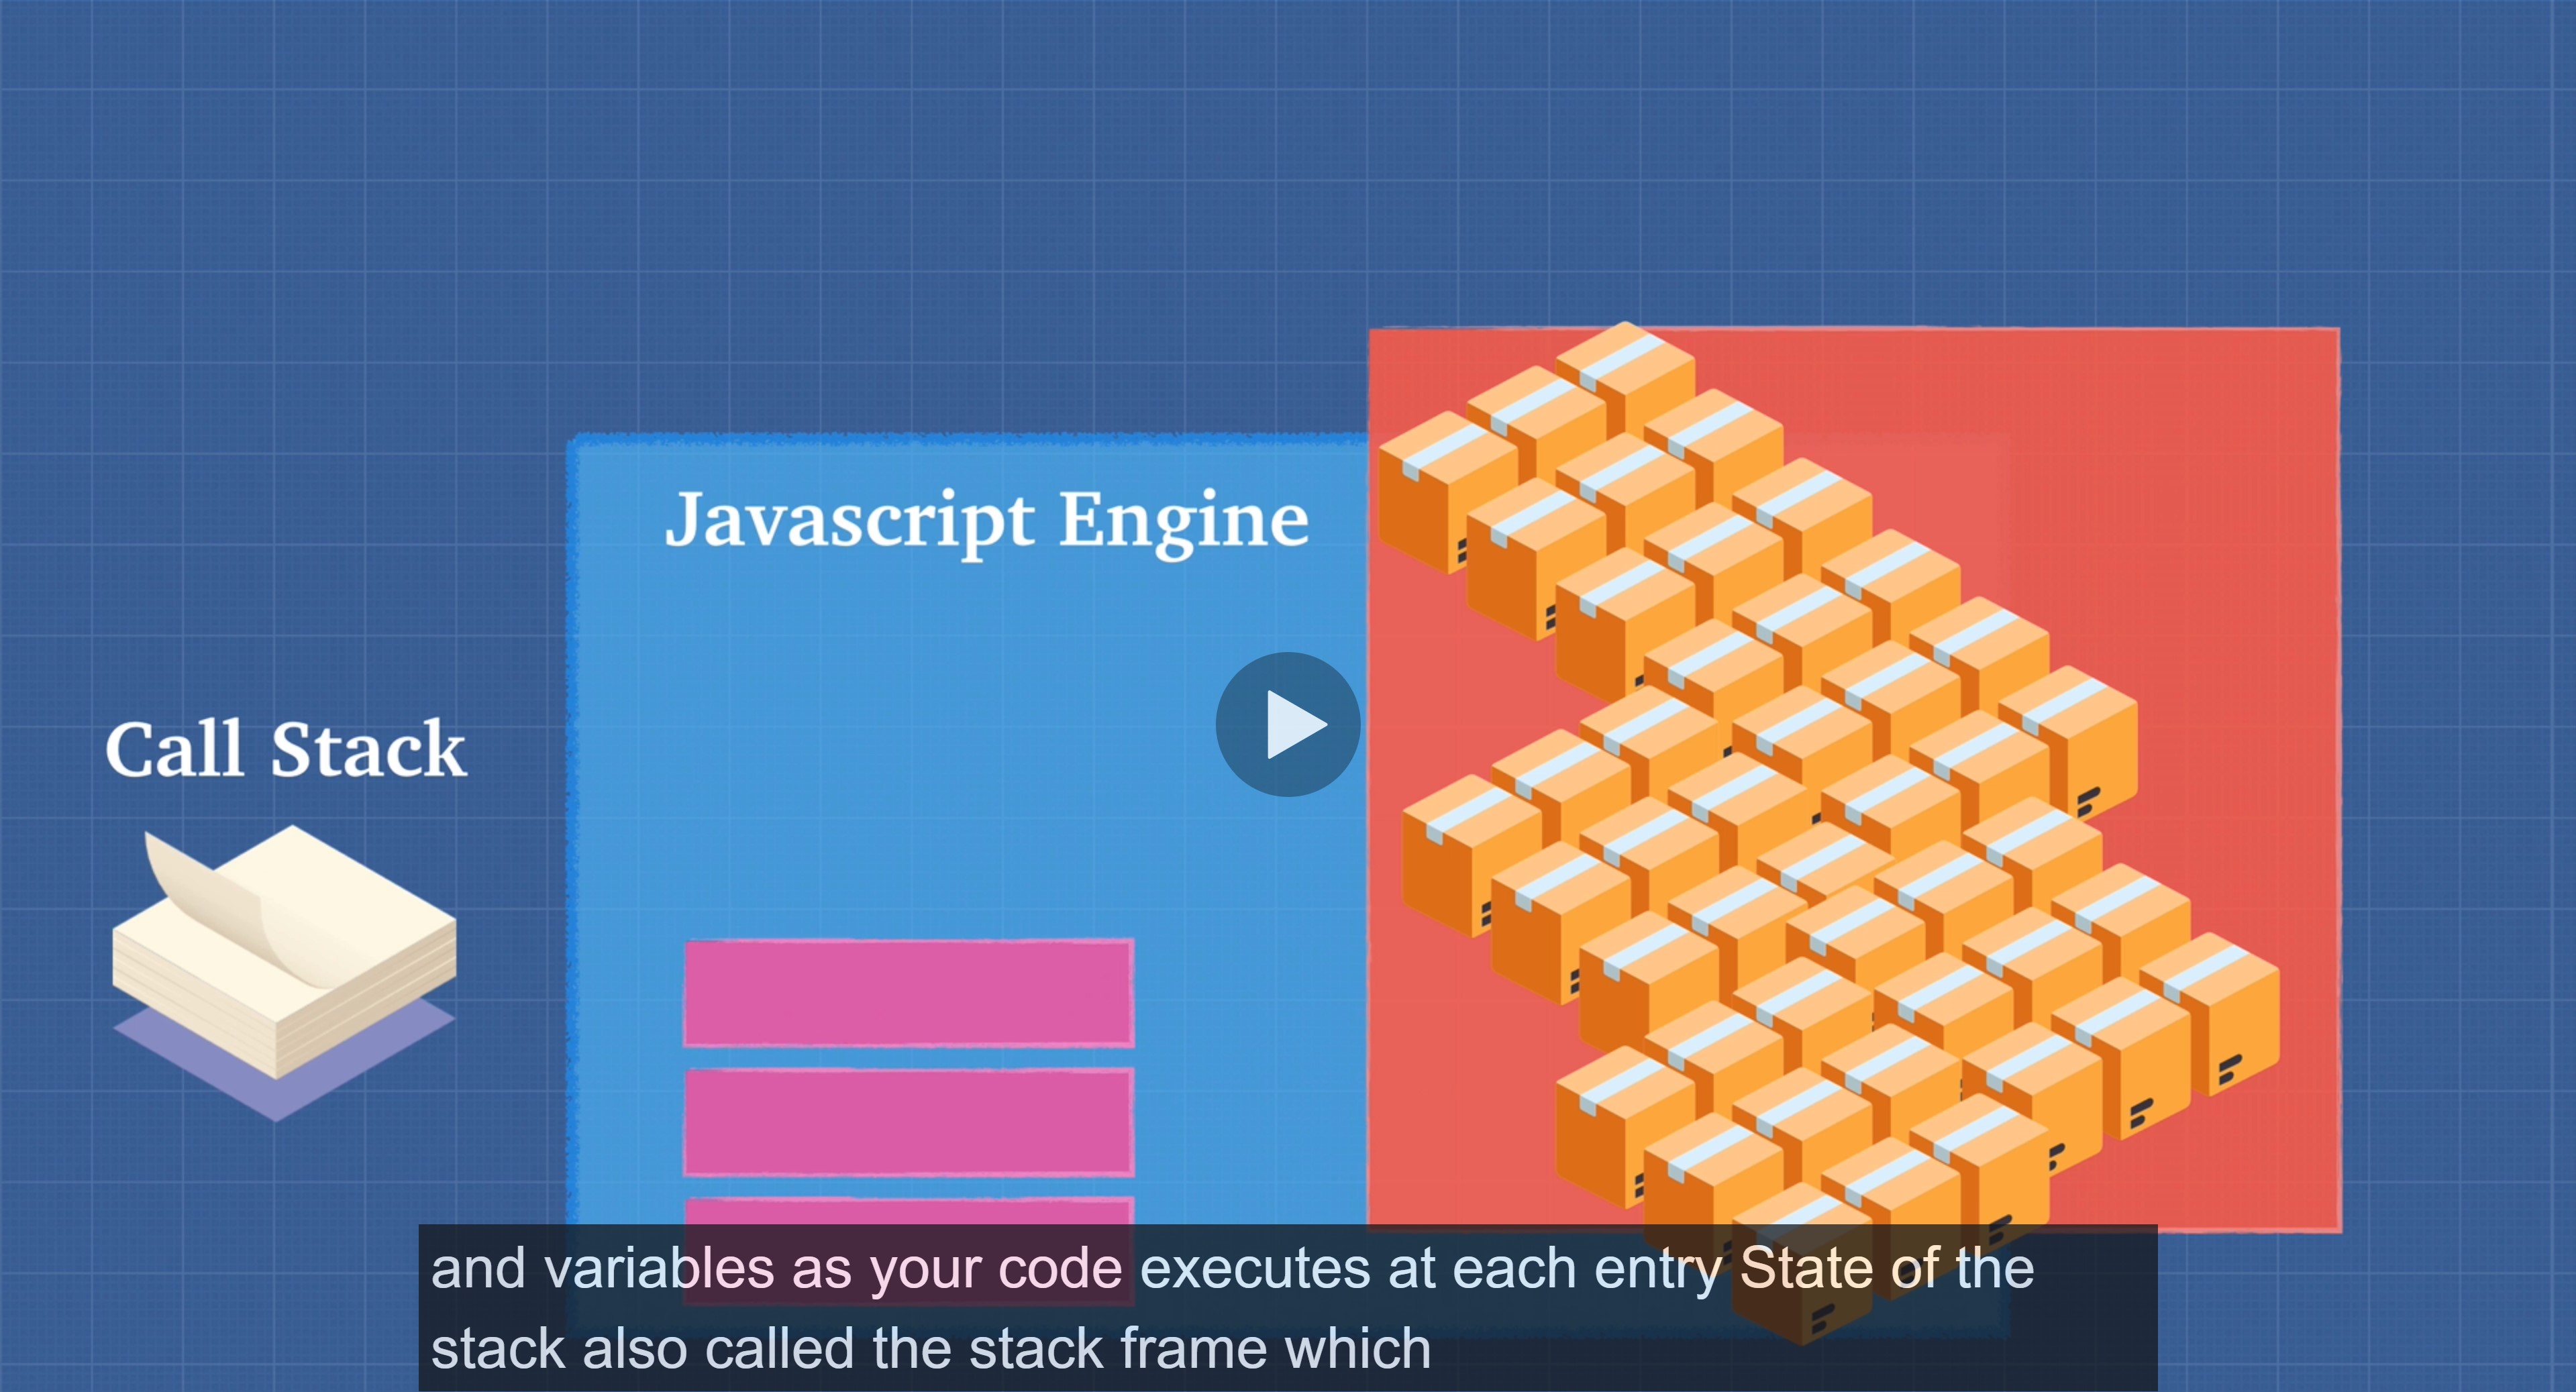 Javascript Engine
Call Stack
and variables as your code executes at each entry State of the
stack also called the stack frame which